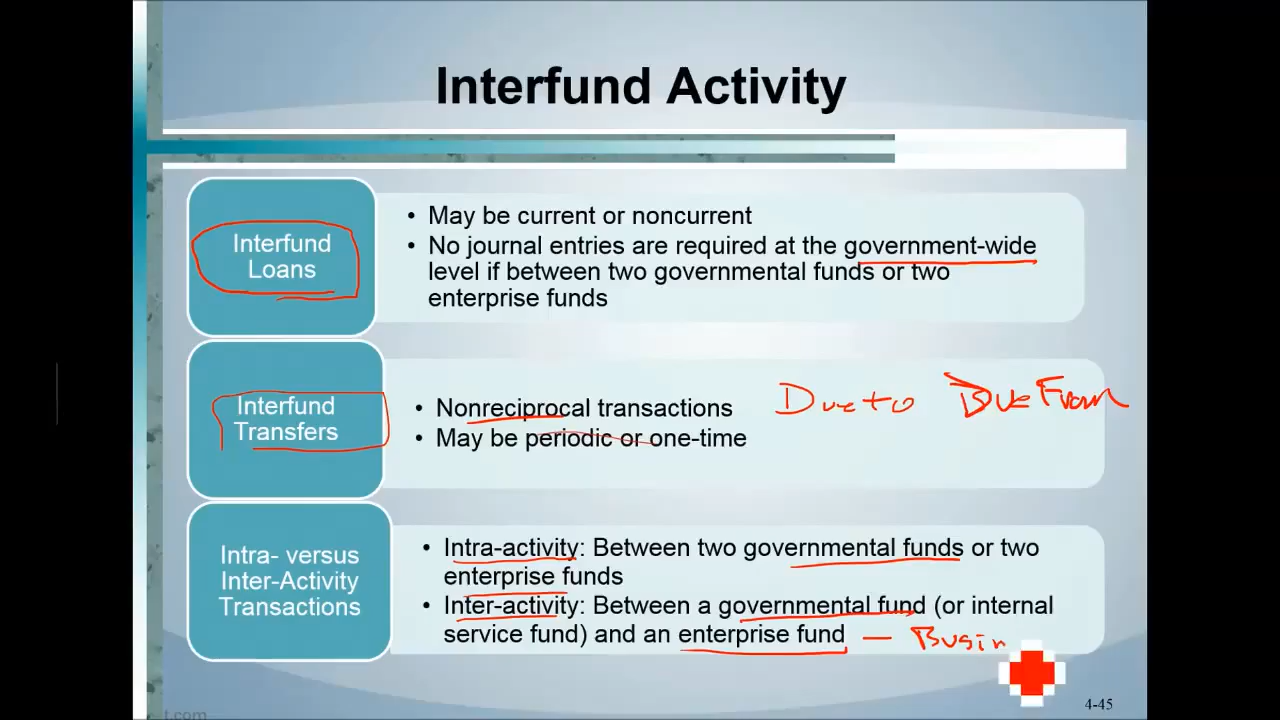 Interfund Activity
Interfund
Loans
• May be current or noncurrent
• No journal entries are required at the government-wide
level if between two governmental funds or two
enterprise funds
Interfund
Transfers
• Nonreciprocal transactions
• May be periodic or one-time
Due to Due From
Intra- versus
Inter-Activity
Transactions
• Intra-activity: Between two governmental funds or two
enterprise funds
• Inter-activity: Between a governmental fund (or internal
service fund) and an enterprise fund — Busin
4-45
t.com